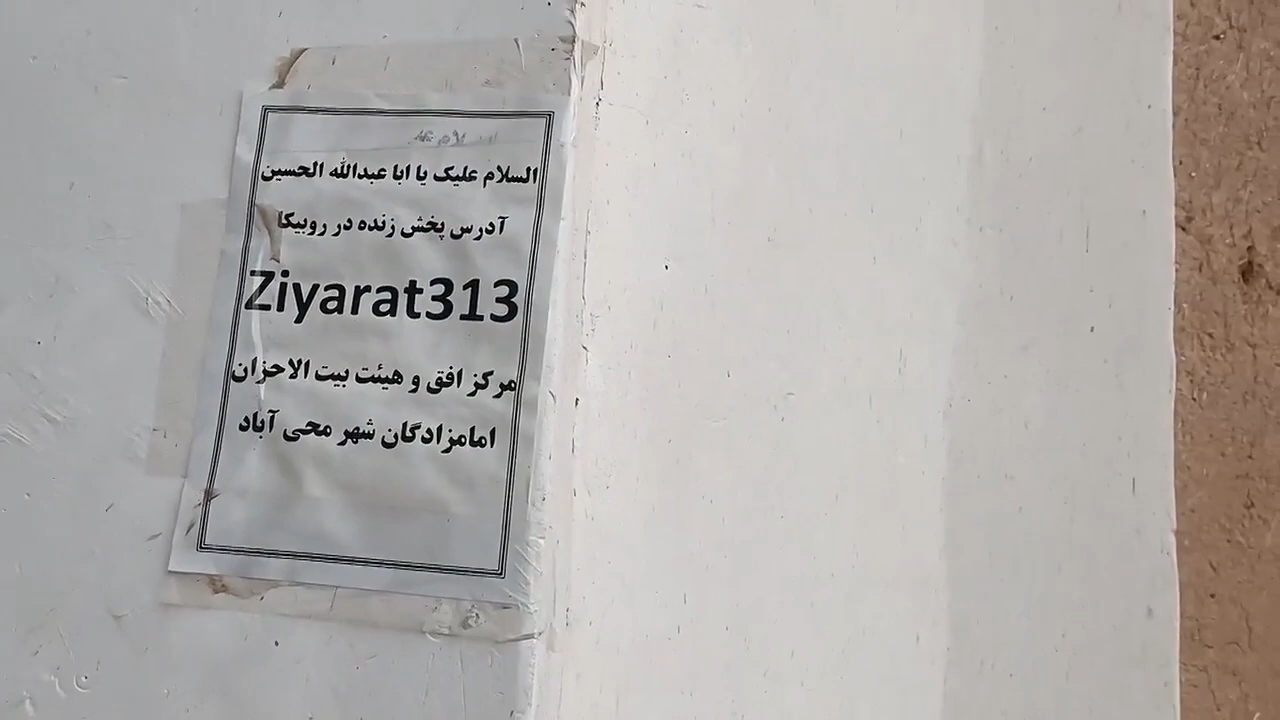 السلام علیک یا ابا عبدالله الحسین
آدرس پخش زنده در روبیکا
Ziyarat313
مرکز افق و هیئت بیت الاحزان
امامزادگان شهر محی آباد